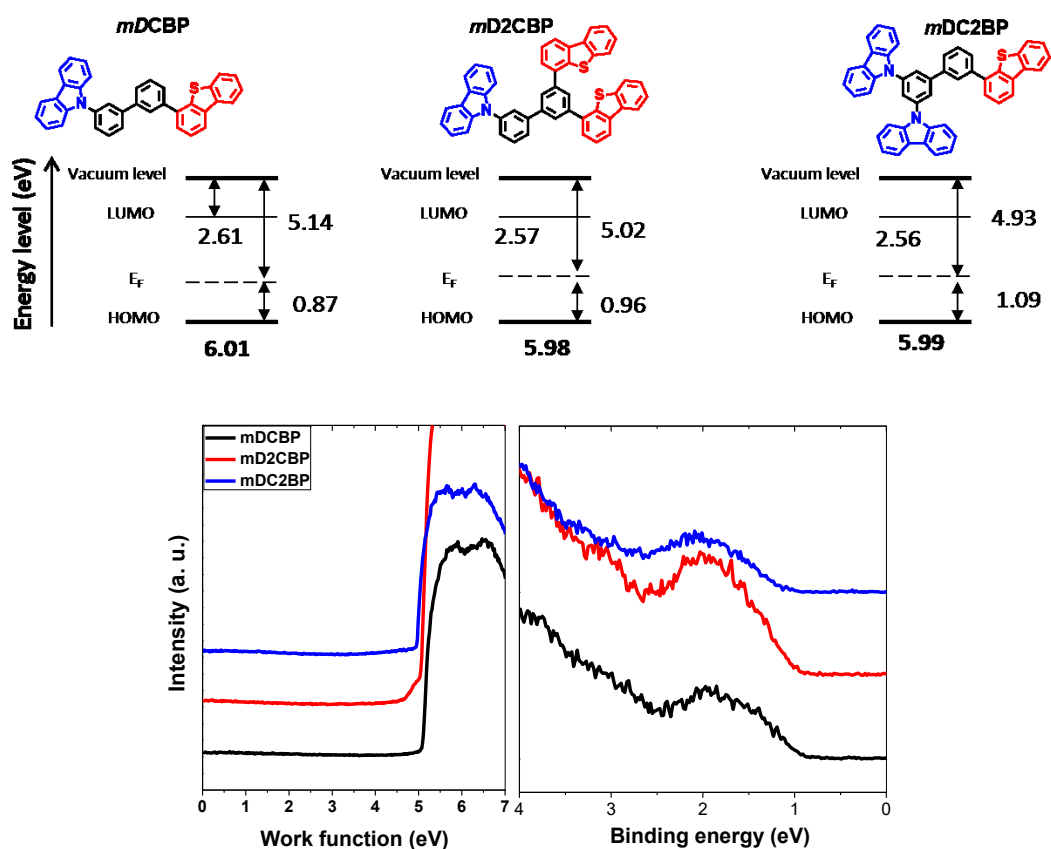 mDCBP
mD2CBP
mDC2BP
N
S
N
S
S
N
N
S
Energy level (eV)
Vacuum level
LUMO
2.61
5.14
EF
0.87
HOMO
6.01
Vacuum level
LUMO
2.57
5.02
EF
0.96
HOMO
5.98
Vacuum level
LUMO
2.56
4.93
EF
1.09
HOMO
5.99
mDCBP
mD2CBP
mDC2BP
Intensity (a. u.)
0 1 2 3 4 5 6 7
Work function (eV)
4 3 2 1 0
Binding energy (eV)